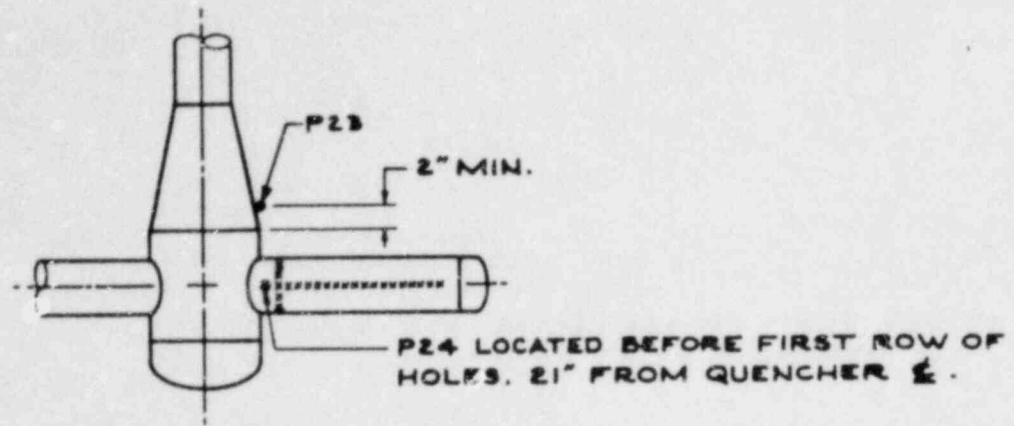 P23
2" MIN.
P24 LOCATED BEFORE FIRST ROW OF
HOLES. 21" FROM QUENCHER ℄.